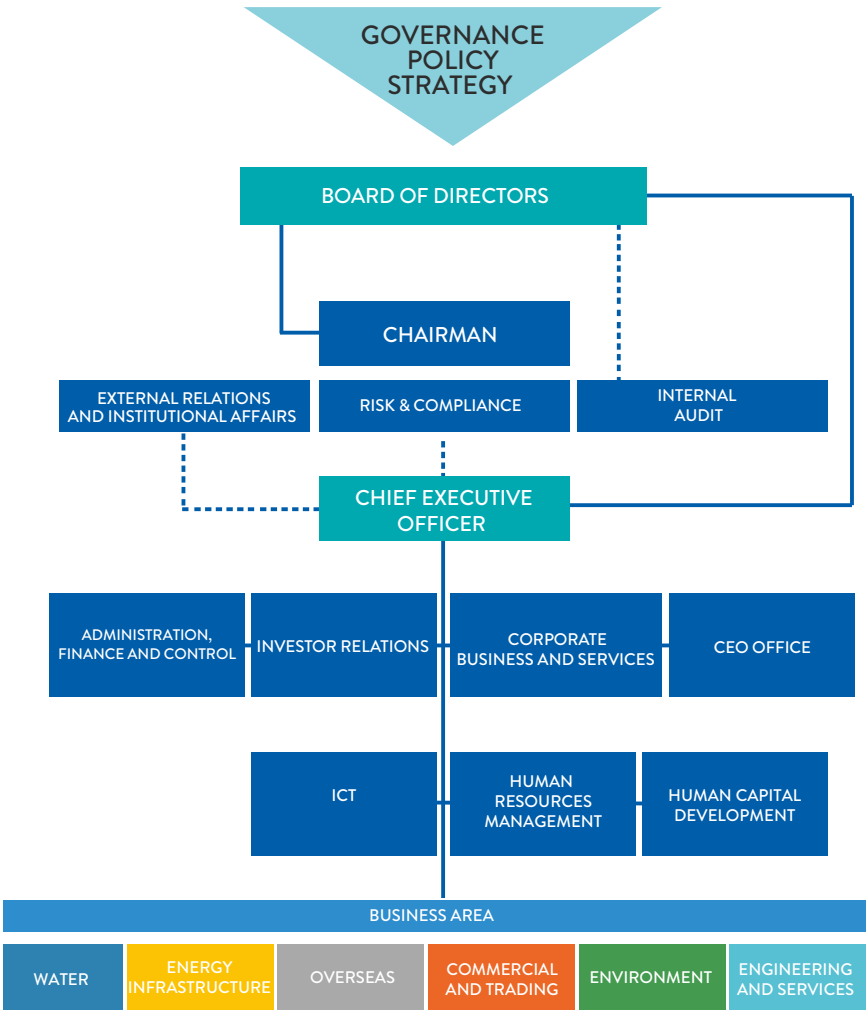 GOVERNANCE
POLICY
STRATEGY
BOARD OF DIRECTORS
CHAIRMAN
EXTERNAL RELATIONS
AND INSTITUTIONAL AFFAIRS
RISK & COMPLIANCE
INTERNAL
AUDIT
CHIEF EXECUTIVE
OFFICER
ADMINISTRATION,
FINANCE AND CONTROL
INVESTOR RELATIONS
CORPORATE
BUSINESS AND SERVICES
CEO OFFICE
ICT
HUMAN
RESOURCES
MANAGEMENT
HUMAN CAPITAL
DEVELOPMENT
BUSINESS AREA
WATER
ENERGY
INFRASTRUCTURE
OVERSEAS
COMMERCIAL
AND TRADING
ENVIRONMENT
ENGINEERING
AND SERVICES